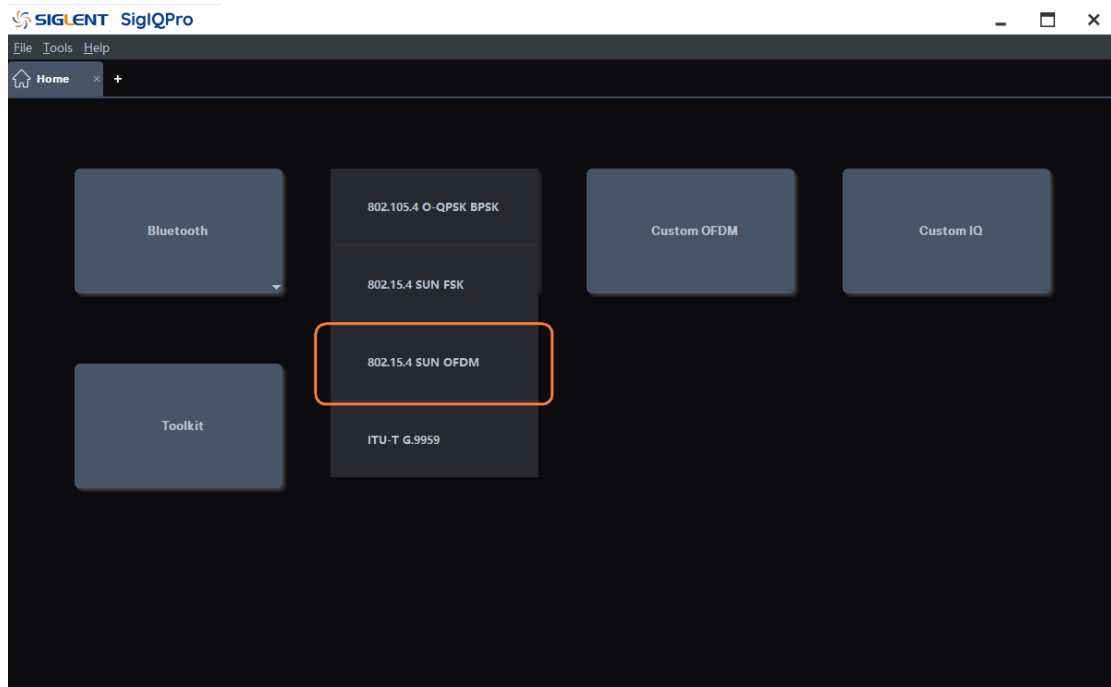 SIGLENT SigIQPro
File Tools Help
Home × +
Bluetooth
802.105.4 O-QPSK BPSK
802.15.4 SUN FSK
802.15.4 SUN OFDM
ITU-T G.9959
Custom OFDM
Custom IQ
Toolkit